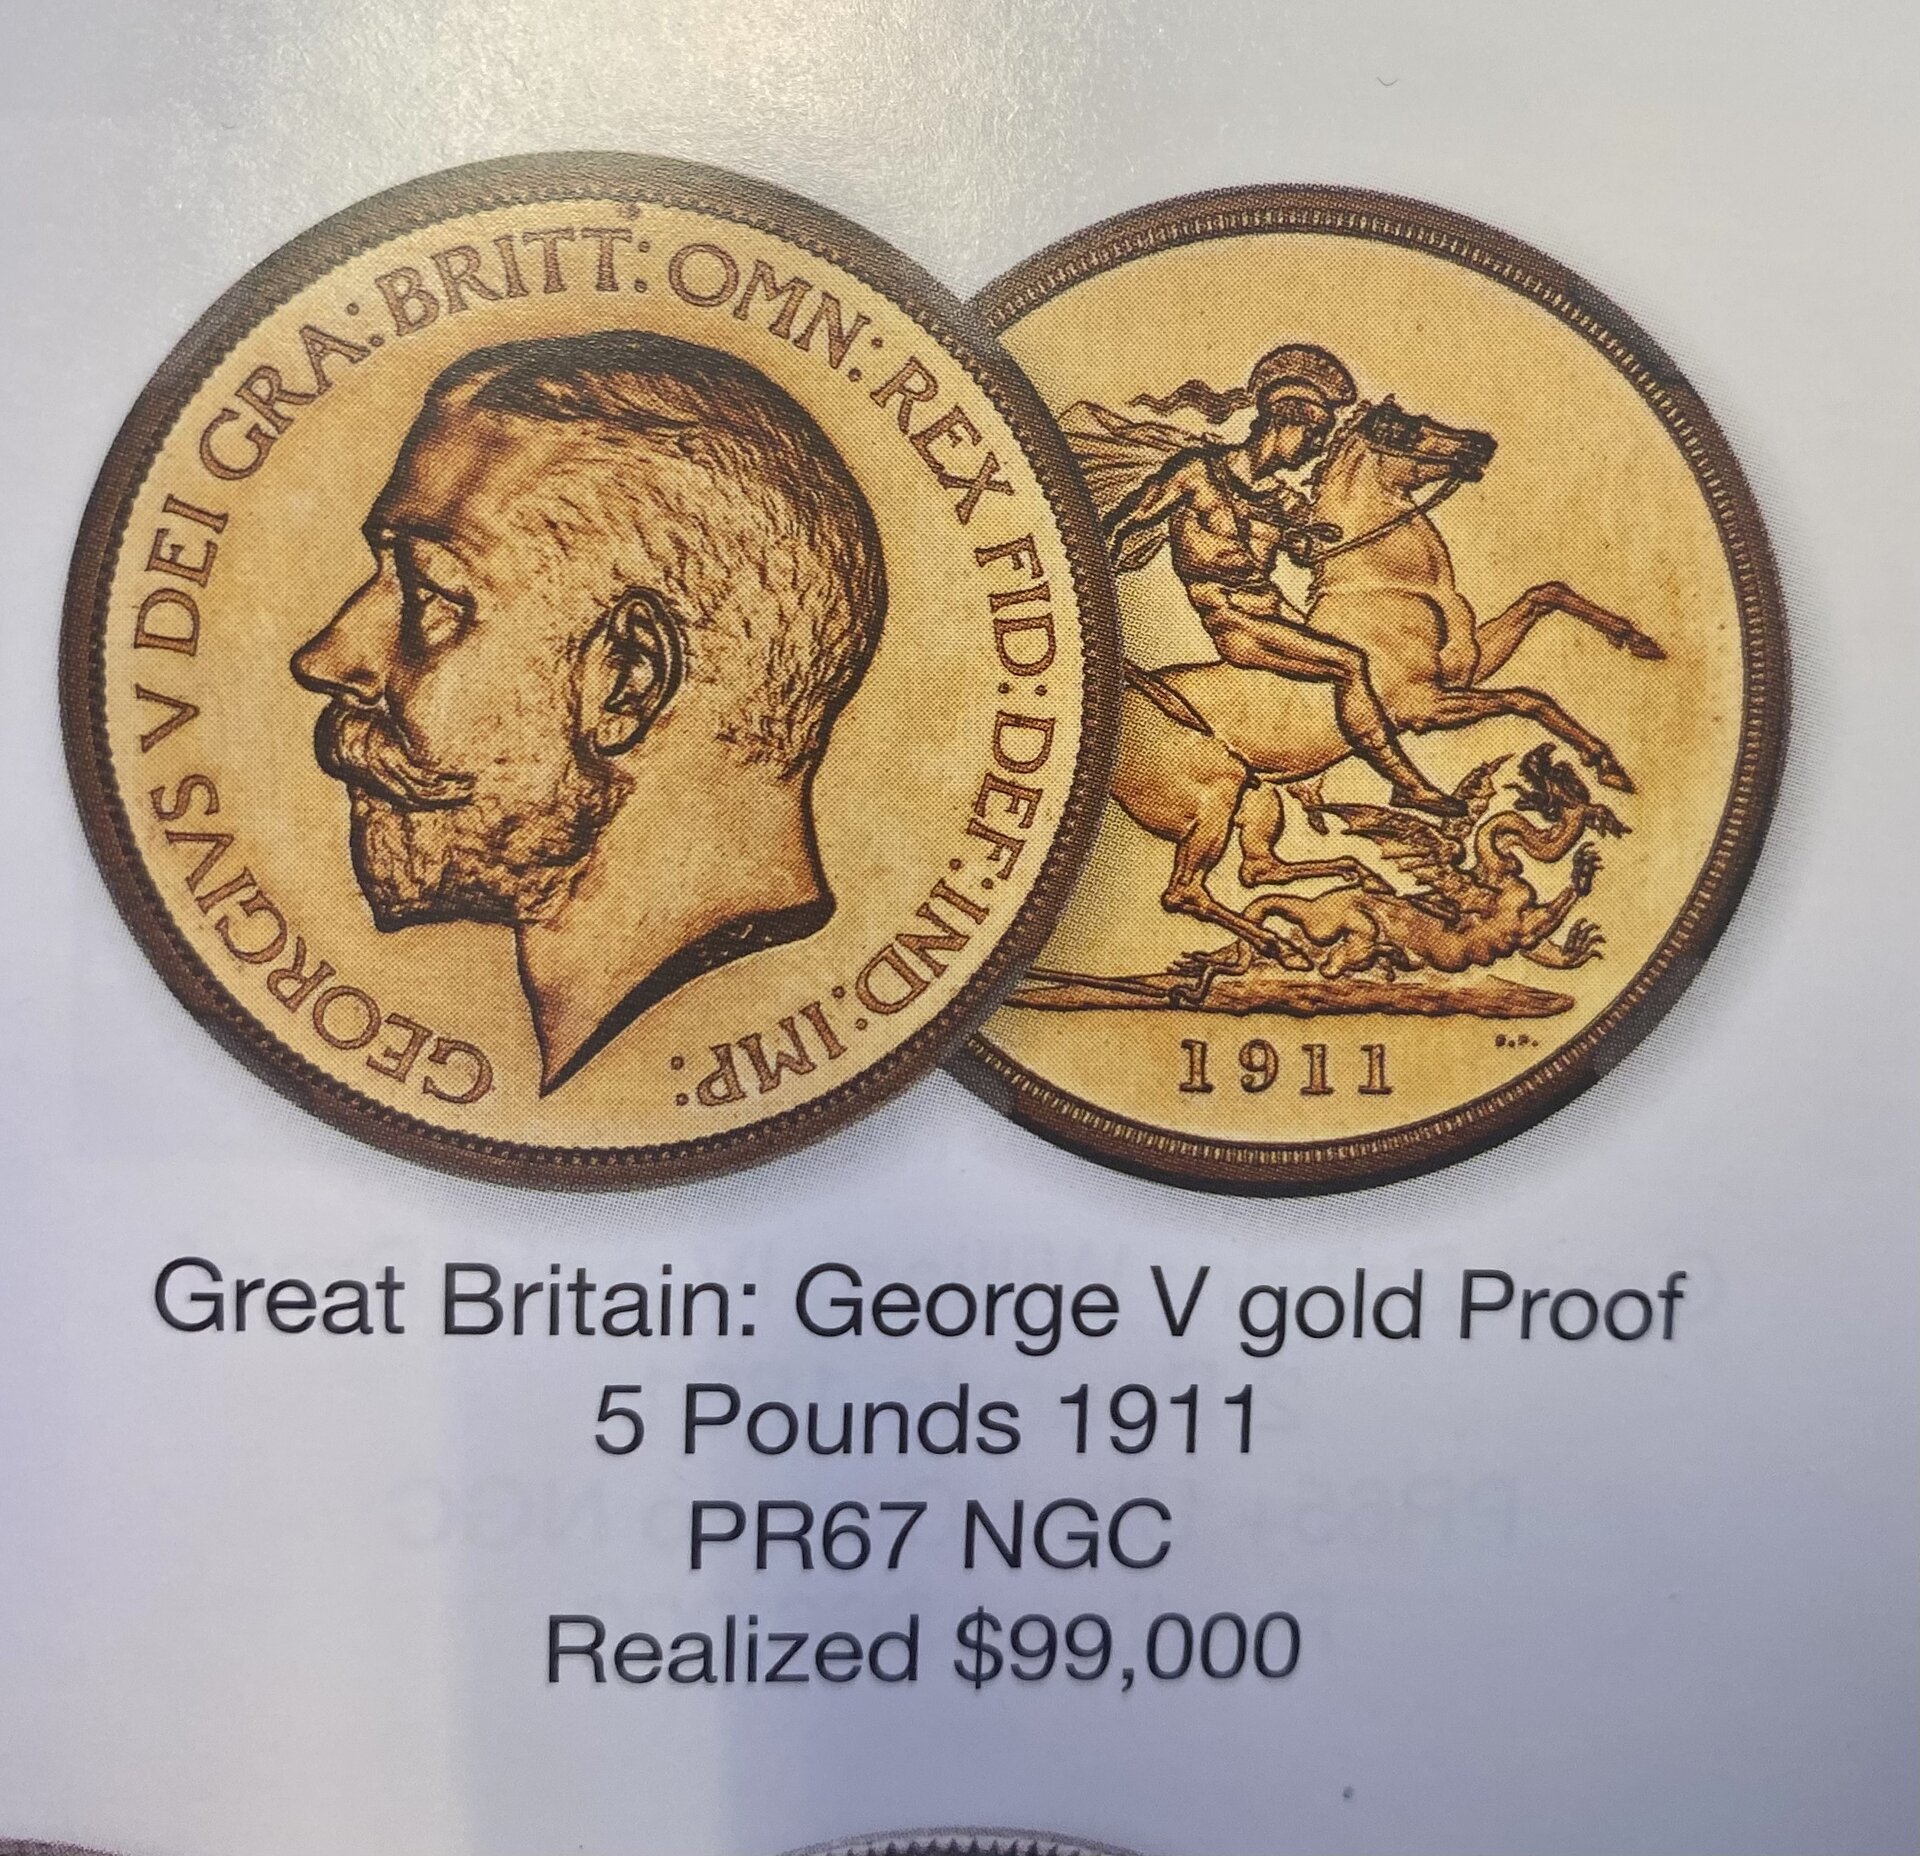 GEORGIVS V DEI GRA: BRITT: OMN: REX FID: DEF: IND: IMP:
1911
B.P.
Great Britain: George V gold Proof
5 Pounds 1911
PR67 NGC
Realized $99,000